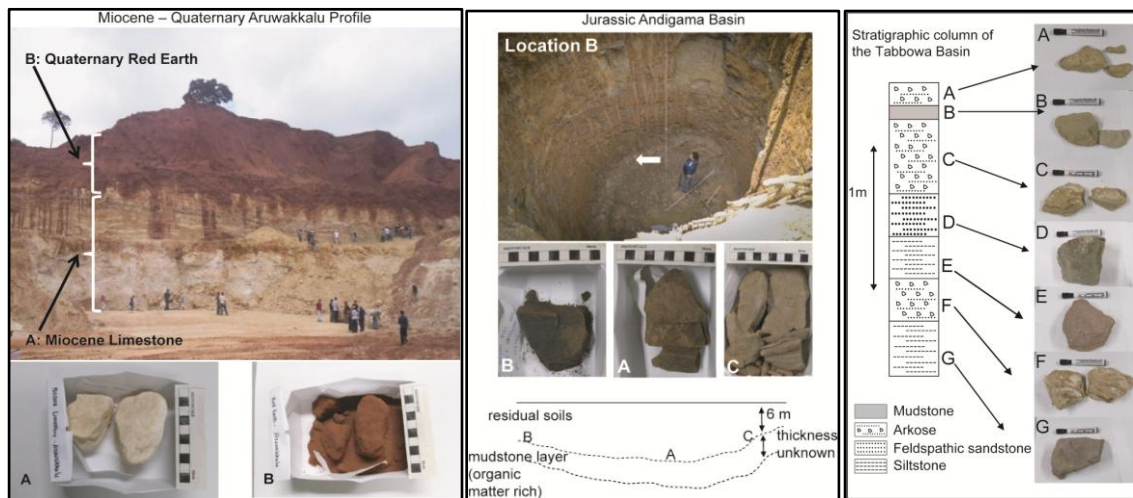 Miocene – Quaternary Aruwakkalu Profile
B: Quaternary Red Earth
A: Miocene Limestone
A
B
Jurassic Andigama Basin
Location B
B
A
C
residual soils
6 m
B
C
thickness
unknown
A
mudstone layer
(organic
matter rich)
Stratigraphic column of
the Tabbowa Basin
1m
A
B
C
D
E
F
G
Mudstone
Arkose
Feldspathic sandstone
Siltstone
A
B
C
D
E
F
G